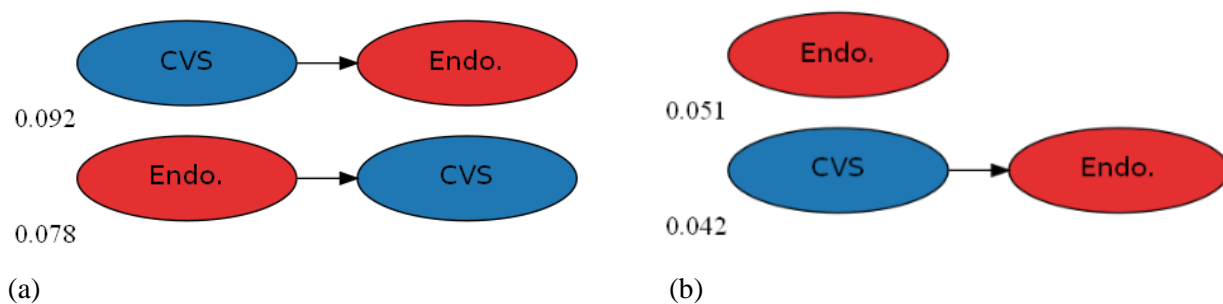 CVS Endo.
0.092
Endo. CVS
0.078
(a)
Endo.
0.051
CVS Endo.
0.042
(b)